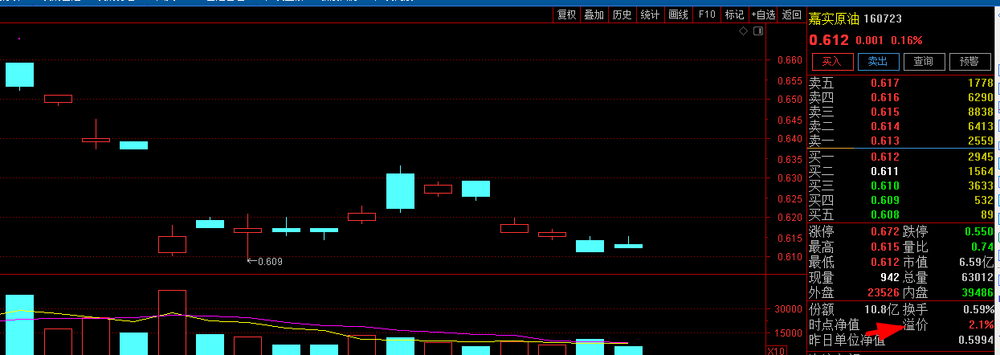 复权 叠加 历史 统计 画线 F10 标记 +自选 返回
嘉实原油 160723
0.612 0.001 0.16%
买入 卖出 查询 预警
卖五 0.617 1778
卖四 0.616 6290
卖三 0.615 8838
卖二 0.614 6413
卖一 0.613 2559
买一 0.612 2945
买二 0.611 1564
买三 0.610 3633
买四 0.609 532
买五 0.608 89
涨停 0.672 跌停 0.550
最高 0.615 量比 0.74
最低 0.612 市值 6.59亿
现量 942 总量 63012
外盘 23526 内盘 39486
份额 10.8亿 换手 0.59%
时点净值 溢价 2.1%
昨日单位净值 0.5994
0.660
0.655
0.650
0.645
0.640
0.635
0.630
0.625
0.620
0.615
0.610
0.609
30000
15000
X10